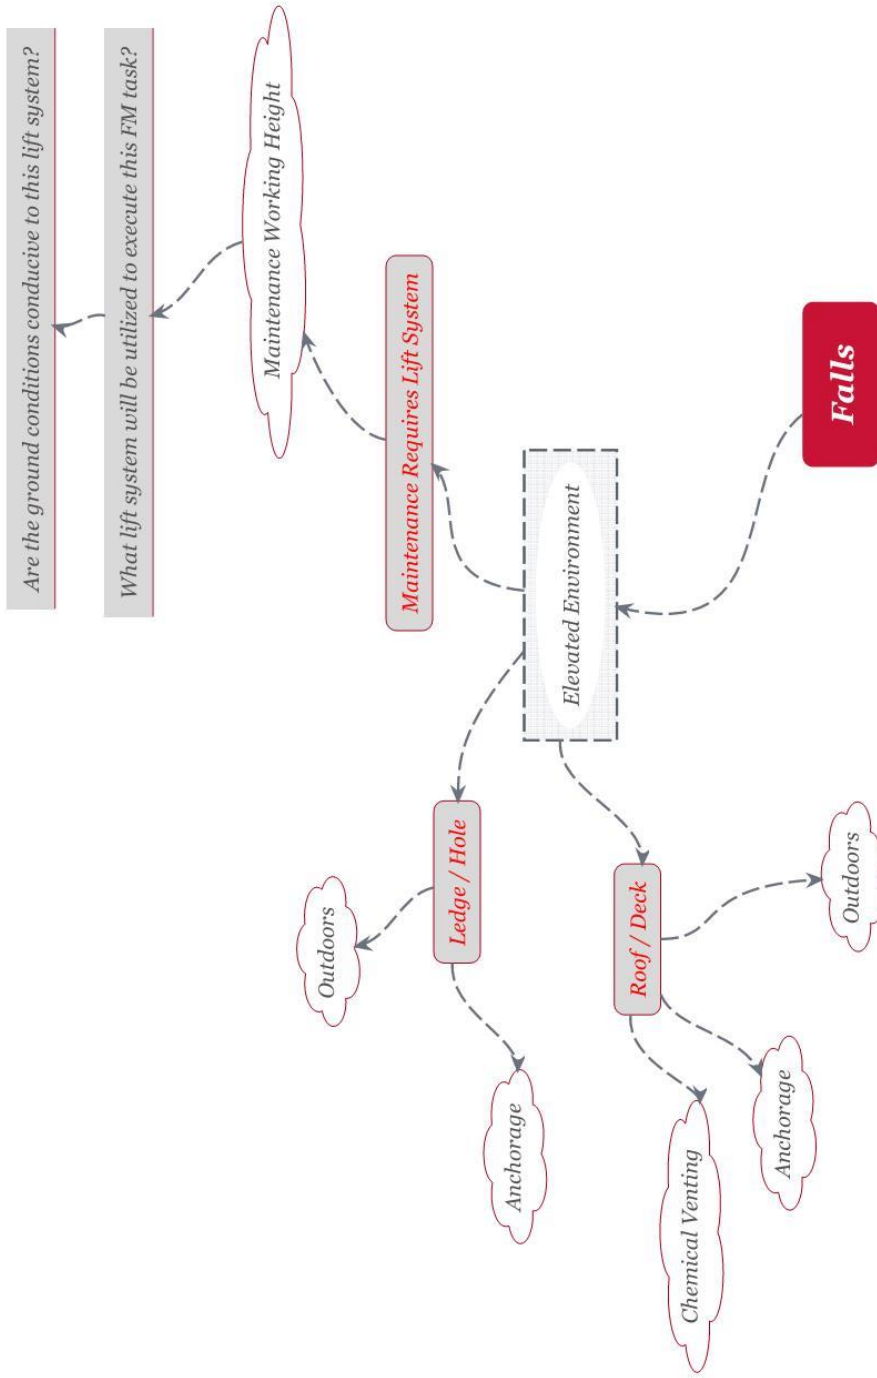 Falls
Elevated Environment
Maintenance Requires Lift System
Maintenance Working Height
What lift system will be utilized to execute this FM task?
Are the ground conditions conducive to this lift system?
Ledge / Hole
Outdoors
Anchorage
Roof / Deck
Outdoors
Anchorage
Chemical Venting